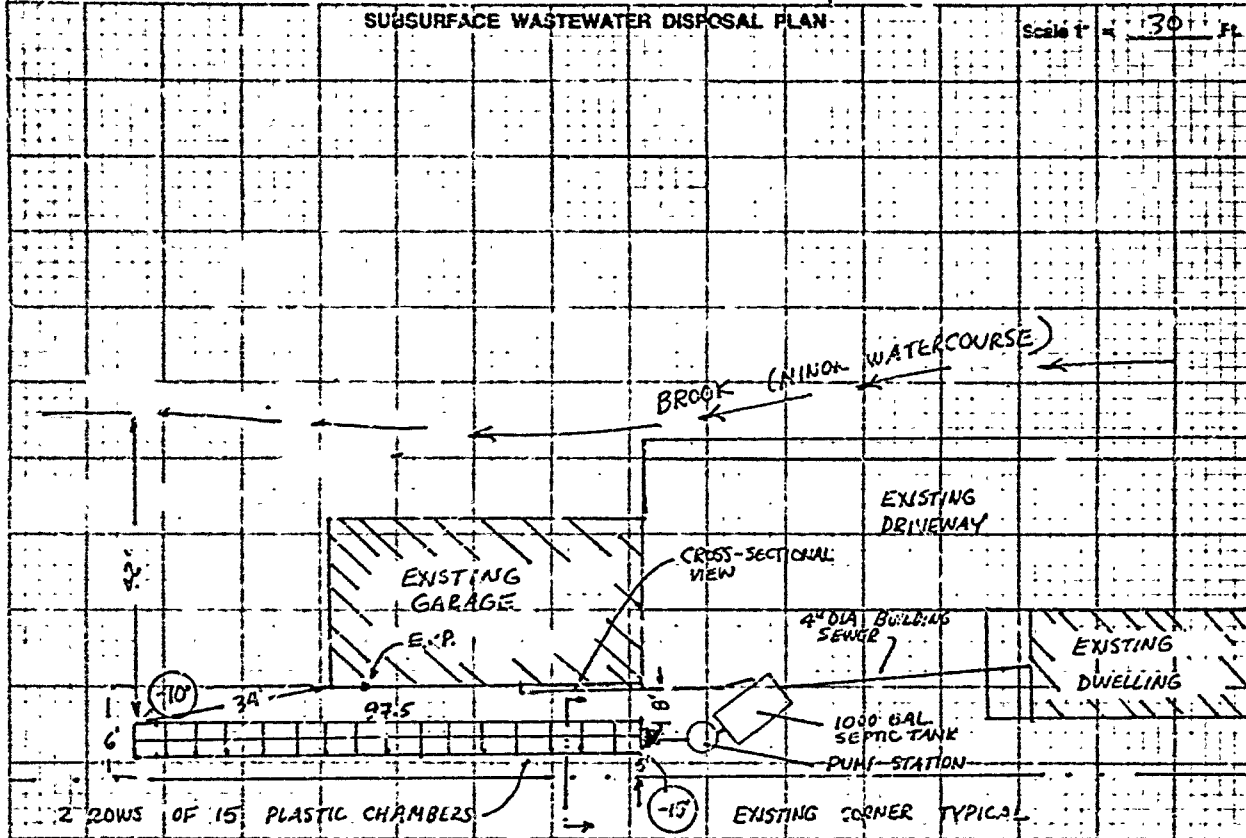 SUBSURFACE WASTEWATER DISPOSAL PLAN
Scale 1" = 30 Ft.
BROOK (MINOR WATERCOURSE)
EXISTING
DRIVEWAY
CROSS-SECTIONAL
VIEW
EXISTING
GARAGE
4" DIA BUILDING
SEWER
EXISTING
DWELLING
E.P.
-10"
34'
97.5
8'
6'
1000 GAL
SEPTIC TANK
PUMP STATION
5'
-15"
2 ROWS OF 15 PLASTIC CHAMBERS
EXISTING CORNER TYPICAL